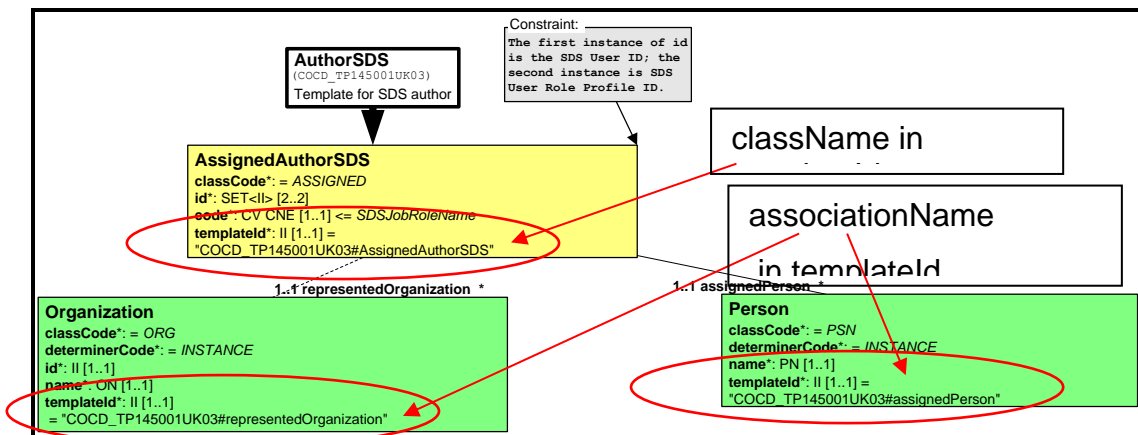 Constraint:
The first instance of id
is the SDS User ID; the
second instance is SDS
User Role Profile ID.
AuthorSDS
(COCD_TP145001UK03)
Template for SDS author
className in
AssignedAuthorSDS
classCode*: = ASSIGNED
id*: SET<II> [2..2]
code*: CV CNE [1..1] <= SDSJobRoleName
templateId*: II [1..1] =
"COCD_TP145001UK03#AssignedAuthorSDS"
associationName
in templateId
1..1 representedOrganization *
1..1 assignedPerson *
Organization
classCode*: = ORG
determinerCode*: = INSTANCE
id*: II [1..1]
name*: ON [1..1]
templateId*: II [1..1]
= "COCD_TP145001UK03#representedOrganization"
Person
classCode*: = PSN
determinerCode*: = INSTANCE
name*: PN [1..1]
templateId*: II [1..1] =
"COCD_TP145001UK03#assignedPerson"